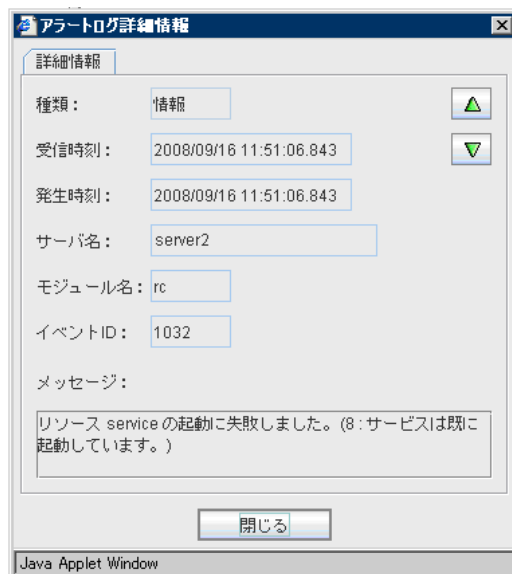 アラートログ詳細情報
詳細情報
種類: 情報
受信時刻: 2008/09/16 11:51:06.843
発生時刻: 2008/09/16 11:51:06.843
サーバ名: server2
モジュール名: rc
イベントID: 1032
メッセージ:
リソース service の起動に失敗しました。(8 : サービスは既に
起動しています。)
閉じる
Java Applet Window